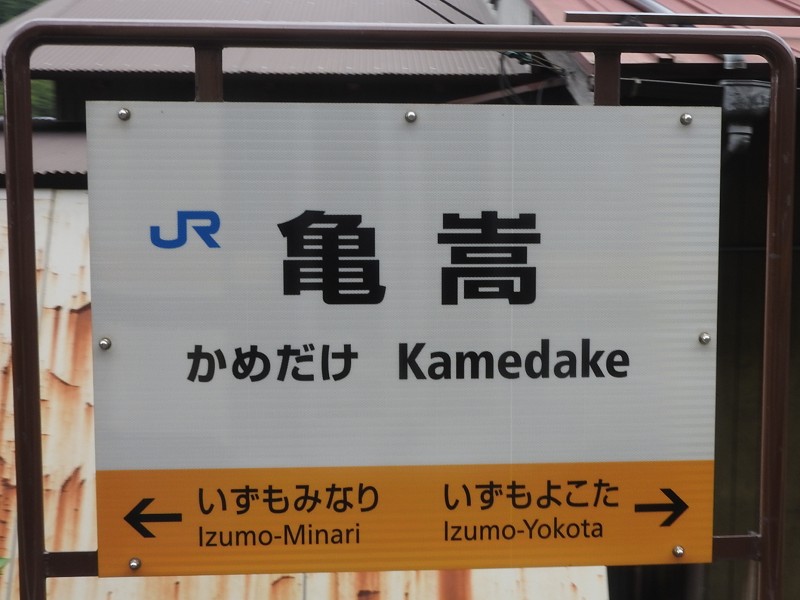 JR 亀嵩
かめだけ Kamedake
← いずもみなり いずもよこた →
Izumo-Minari Izumo-Yokota